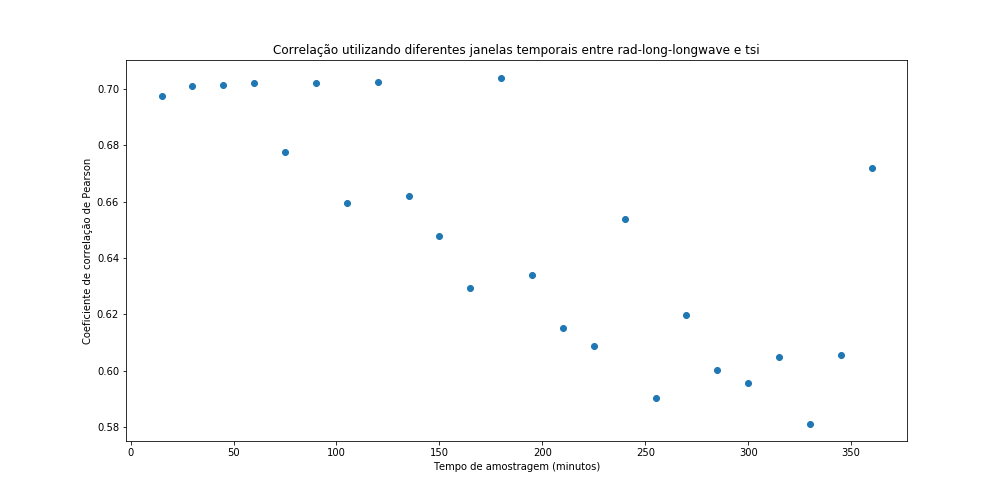 Correlação utilizando diferentes janelas temporais entre rad-long-longwave e tsi
Coeficiente de correlação de Pearson
0.70
0.68
0.66
0.64
0.62
0.60
0.58
0 50 100 150 200 250 300 350
Tempo de amostragem (minutos)